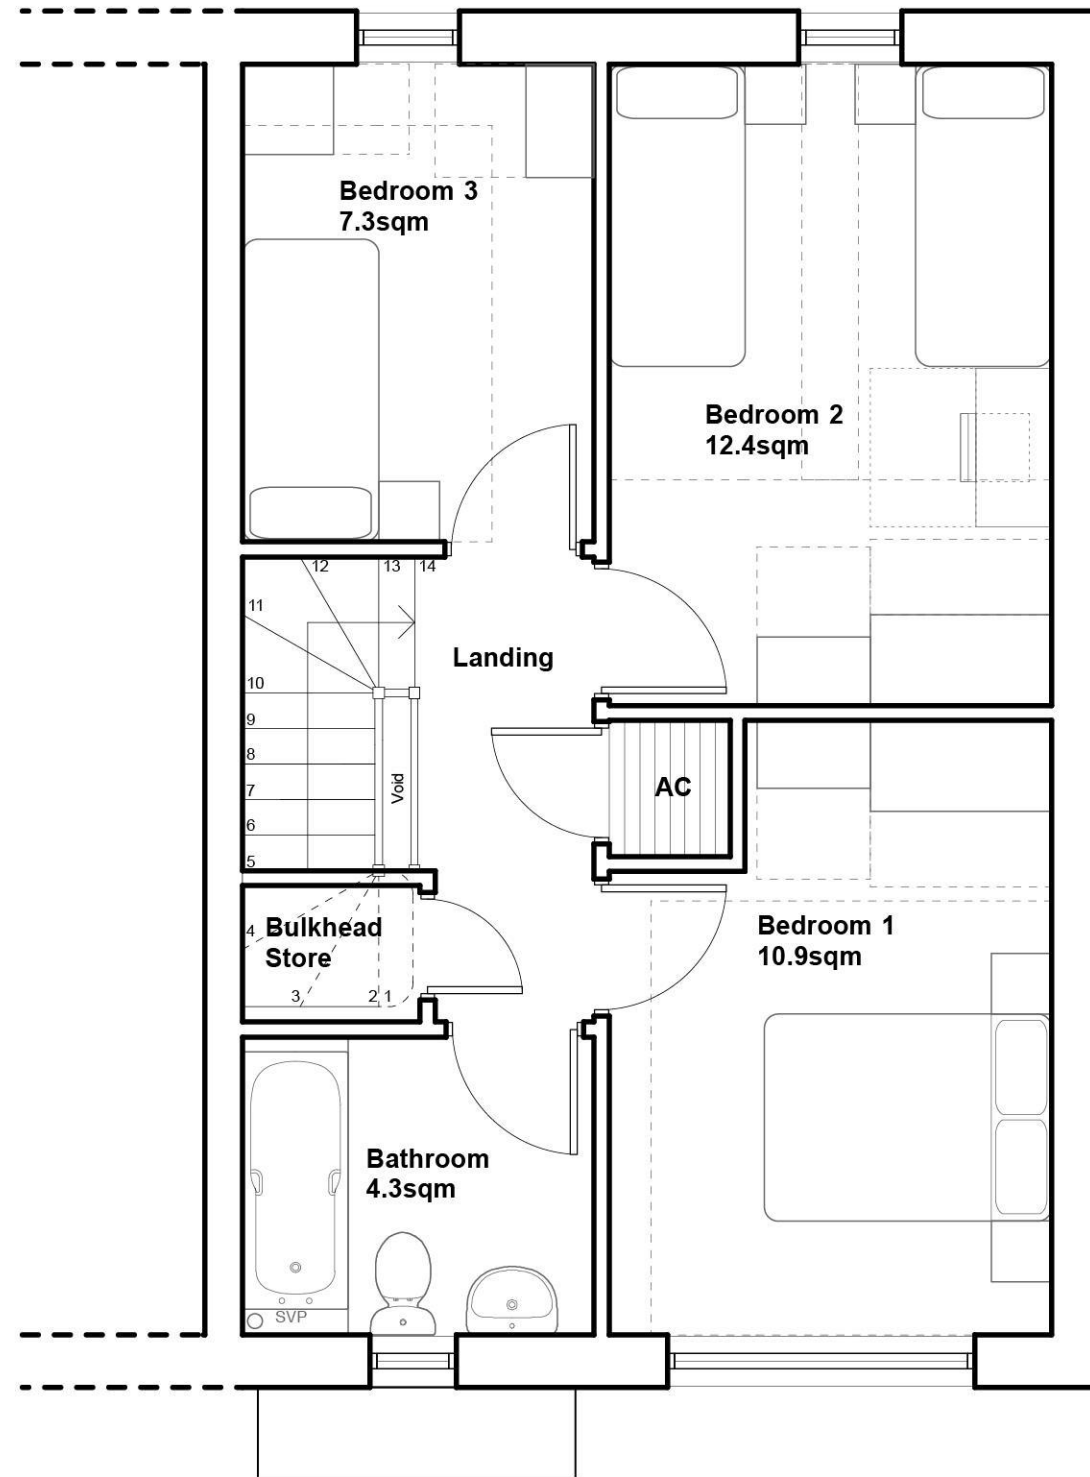 Bedroom 3
7.3sqm
Bedroom 2
12.4sqm
12
13
14
11
Landing
10
9
8
7
6
5
Void
AC
Bulkhead
Store
4
3
2
1
Bedroom 1
10.9sqm
Bathroom
4.3sqm
SVP